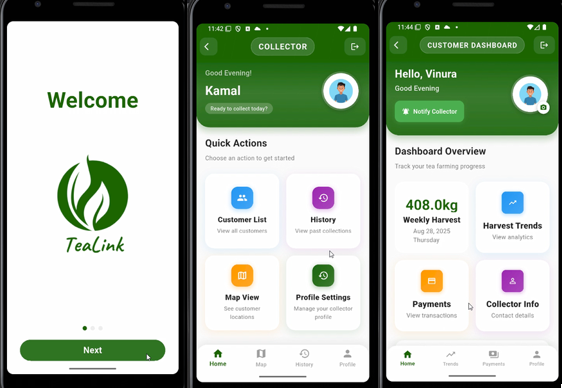 Welcome
TeaLink
Next
11:42
COLLECTOR
Good Evening!
Kamal
Ready to collect today?
Quick Actions
Choose an action to get started
Customer List
View all customers
History
View past collections
Map View
See customer
locations
Profile Settings
Manage your collector
profile
Home
Map
History
Profile
11:44
CUSTOMER DASHBOARD
Hello, Vinura
Good Evening
Notify Collector
Dashboard Overview
Track your tea farming progress
408.0kg
Weekly Harvest
Aug 28, 2025
Thursday
Harvest Trends
View analytics
Payments
View transactions
Collector Info
Contact details
Home
Trends
Payments
Profile